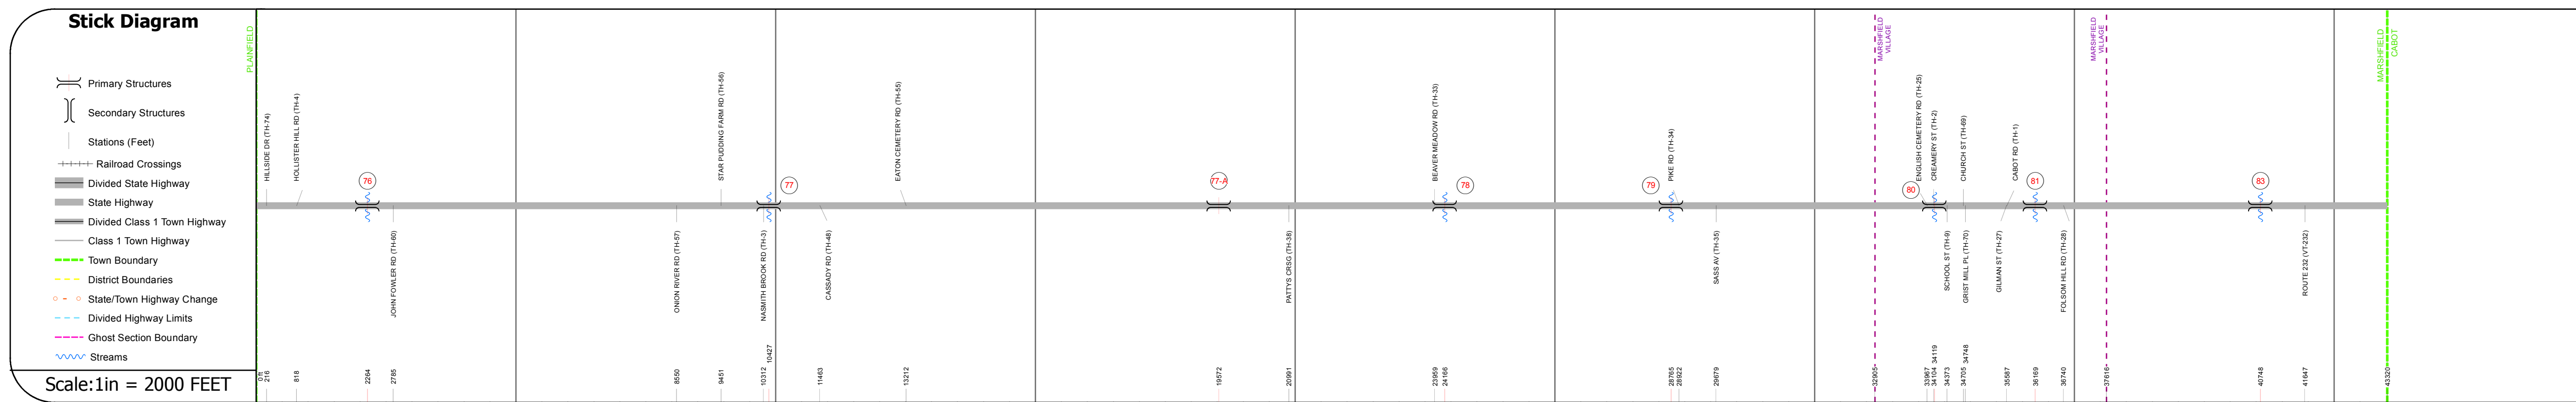 Stick Diagram
Primary Structures
Secondary Structures
Stations (Feet)
Railroad Crossings
Divided State Highway
State Highway
Divided Class 1 Town Highway
Class 1 Town Highway
Town Boundary
District Boundaries
State/Town Highway Change
Divided Highway Limits
Ghost Section Boundary
Streams
Scale:1in = 2000 FEET
PLAINFIELD
HILLSIDE DR (TH-74)
HOLLISTER HILL RD (TH-4)
76
JOHN FOWLER RD (TH-60)
ONION RIVER RD (TH-57)
STAR PUDDING FARM RD (TH-56)
NASMITH BROOK RD (TH-3)
77
CASSADY RD (TH-48)
EATON CEMETERY RD (TH-55)
77-A
PATTYS CRSG (TH-38)
BEAVER MEADOW RD (TH-33)
78
79
PIKE RD (TH-34)
SASS AV (TH-35)
MARSHFIELD
VILLAGE
80
ENGLISH CEMETERY RD (TH-25)
CREAMERY ST (TH-2)
SCHOOL ST (TH-9)
CHURCH ST (TH-69)
GRIST MILL PL (TH-70)
GILMAN ST (TH-27)
CABOT RD (TH-1)
81
FOLSOM HILL RD (TH-28)
MARSHFIELD
VILLAGE
83
ROUTE 232 (VT-232)
MARSHFIELD
CABOT
0 ft
216
818
2264
2785
8550
9451
10312
10427
11463
13212
19572
20991
23959
24166
28765
28922
29679
32905
33967
34104
34119
34373
34705
34748
35587
36169
36740
37616
40748
41647
43320